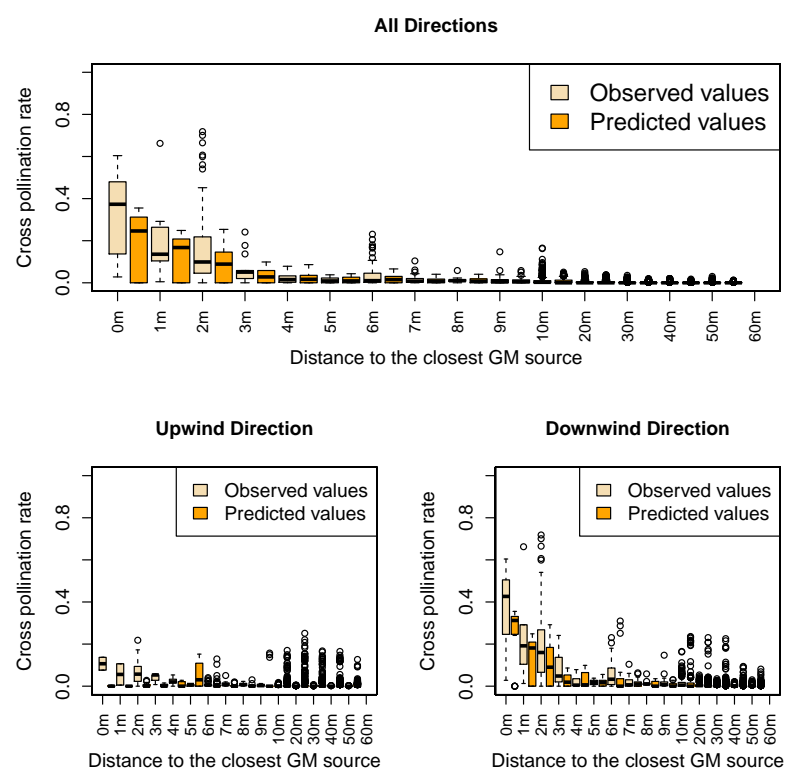 All Directions
Cross pollination rate
0.8
0.4
0.0
Observed values
Predicted values
0m 1m 2m 3m 4m 5m 6m 7m 8m 9m 10m 20m 30m 40m 50m 60m
Distance to the closest GM source
Upwind Direction
Cross pollination rate
0.8
0.4
0.0
Observed values
Predicted values
0m 1m 2m 3m 4m 5m 6m 7m 8m 9m 10m 20m 30m 40m 50m 60m
Distance to the closest GM source
Downwind Direction
Cross pollination rate
0.8
0.4
0.0
Observed values
Predicted values
0m 1m 2m 3m 4m 5m 6m 7m 8m 9m 10m 20m 30m 40m 50m 60m
Distance to the closest GM source